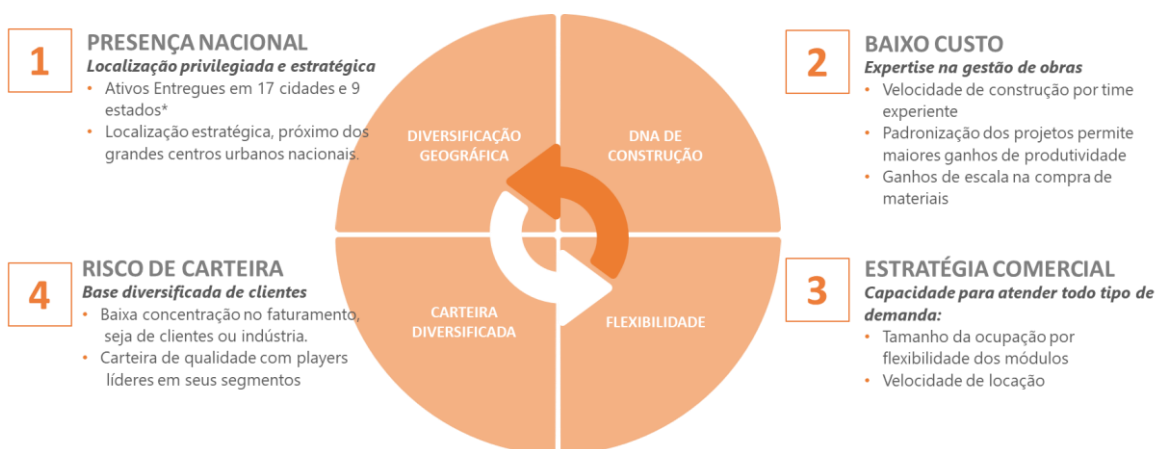 1
PRESENÇA NACIONAL
Localização privilegiada e estratégica
• Ativos Entregues em 17 cidades e 9
estados*
• Localização estratégica, próximo dos
grandes centros urbanos nacionais.
DIVERSIFICAÇÃO
GEOGRÁFICA
DNA DE
CONSTRUÇÃO
2
BAIXO CUSTO
Expertise na gestão de obras
• Velocidade de construção por time
experiente
• Padronização dos projetos permite
maiores ganhos de produtividade
• Ganhos de escala na compra de
materiais
4
RISCO DE CARTEIRA
Base diversificada de clientes
• Baixa concentração no faturamento,
seja de clientes ou indústria.
• Carteira de qualidade com players
líderes em seus segmentos
CARTEIRA
DIVERSIFICADA
FLEXIBILIDADE
3
ESTRATÉGIA COMERCIAL
Capacidade para atender todo tipo de
demanda:
• Tamanho da ocupação por
flexibilidade dos módulos
• Velocidade de locação